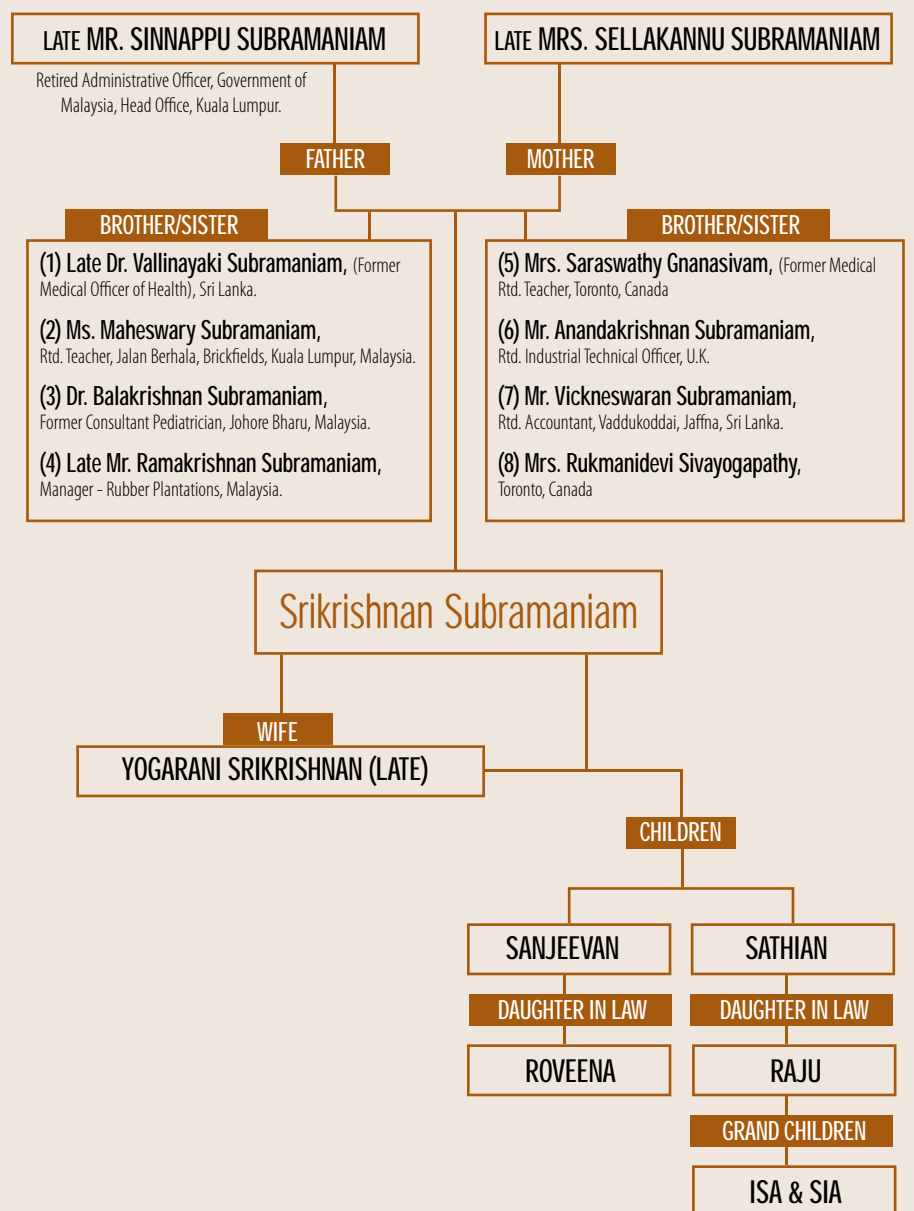 LATE MR. SINNAPPU SUBRAMANIAM
Retired Administrative Officer, Government of
Malaysia, Head Office, Kuala Lumpur.
LATE MRS. SELLAKANNU SUBRAMANIAM
FATHER
MOTHER
BROTHER/SISTER
(1) Late Dr. Vallinayaki Subramaniam, (Former
Medical Officer of Health), Sri Lanka.
(2) Ms. Maheswary Subramaniam,
Rtd. Teacher, Jalan Berhala, Brickfields, Kuala Lumpur, Malaysia.
(3) Dr. Balakrishnan Subramaniam,
Former Consultant Pediatrician, Johore Bharu, Malaysia.
(4) Late Mr. Ramakrishnan Subramaniam,
Manager - Rubber Plantations, Malaysia.
BROTHER/SISTER
(5) Mrs. Saraswathy Gnanasivam, (Former Medical
Rtd. Teacher, Toronto, Canada
(6) Mr. Anandakrishnan Subramaniam,
Rtd. Industrial Technical Officer, U.K.
(7) Mr. Vickneswaran Subramaniam,
Rtd. Accountant, Vaddukoddai, Jaffna, Sri Lanka.
(8) Mrs. Rukmanidevi Sivayogapathy,
Toronto, Canada
Srikrishnan Subramaniam
WIFE
YOGARANI SRIKRISHNAN (LATE)
CHILDREN
SANJEEVAN
DAUGHTER IN LAW
ROVEENA
SATHIAN
DAUGHTER IN LAW
RAJU
GRAND CHILDREN
ISA & SIA